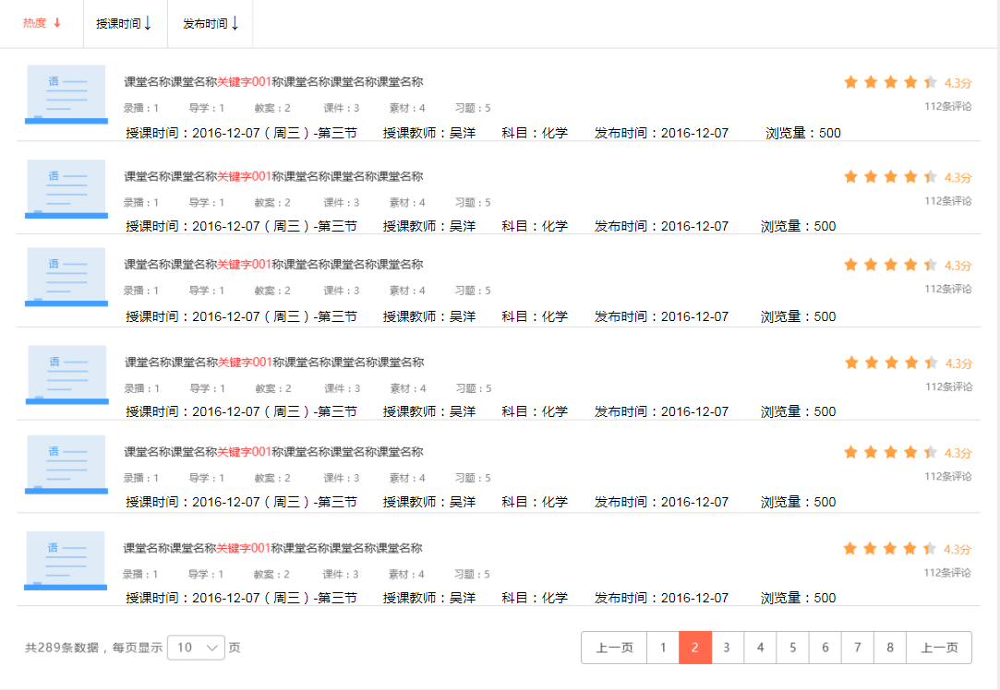 热度 ↓ 授课时间↓ 发布时间↓
语
课堂名称课堂名称关键字001称课堂名称课堂名称课堂名称 4.3分
录播：1 导学：1 教案：2 课件：3 素材：4 习题：5 112条评论
授课时间：2016-12-07（周三）-第三节 授课教师：吴洋 科目：化学 发布时间：2016-12-07 浏览量：500
语
课堂名称课堂名称关键字001称课堂名称课堂名称课堂名称 4.3分
录播：1 导学：1 教案：2 课件：3 素材：4 习题：5 112条评论
授课时间：2016-12-07（周三）-第三节 授课教师：吴洋 科目：化学 发布时间：2016-12-07 浏览量：500
语
课堂名称课堂名称关键字001称课堂名称课堂名称课堂名称 4.3分
录播：1 导学：1 教案：2 课件：3 素材：4 习题：5 112条评论
授课时间：2016-12-07（周三）-第三节 授课教师：吴洋 科目：化学 发布时间：2016-12-07 浏览量：500
语
课堂名称课堂名称关键字001称课堂名称课堂名称课堂名称 4.3分
录播：1 导学：1 教案：2 课件：3 素材：4 习题：5 112条评论
授课时间：2016-12-07（周三）-第三节 授课教师：吴洋 科目：化学 发布时间：2016-12-07 浏览量：500
语
课堂名称课堂名称关键字001称课堂名称课堂名称课堂名称 4.3分
录播：1 导学：1 教案：2 课件：3 素材：4 习题：5 112条评论
授课时间：2016-12-07（周三）-第三节 授课教师：吴洋 科目：化学 发布时间：2016-12-07 浏览量：500
语
课堂名称课堂名称关键字001称课堂名称课堂名称课堂名称 4.3分
录播：1 导学：1 教案：2 课件：3 素材：4 习题：5 112条评论
授课时间：2016-12-07（周三）-第三节 授课教师：吴洋 科目：化学 发布时间：2016-12-07 浏览量：500
共289条数据，每页显示 10 页 上一页 1 2 3 4 5 6 7 8 上一页